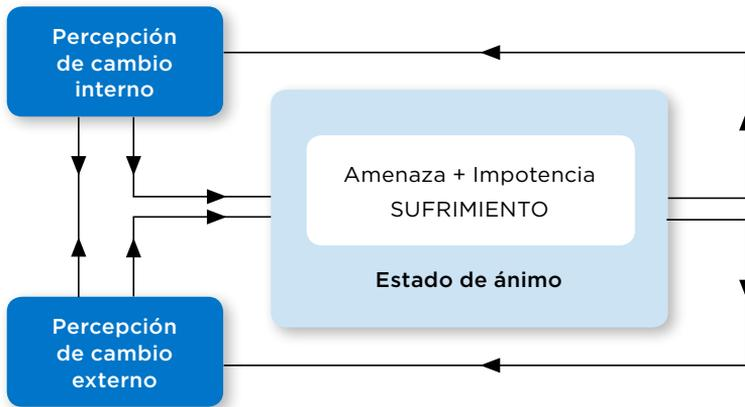 Percepción
de cambio
interno
Amenaza + Impotencia
SUFRIMIENTO
Estado de ánimo
Percepción
de cambio
externo